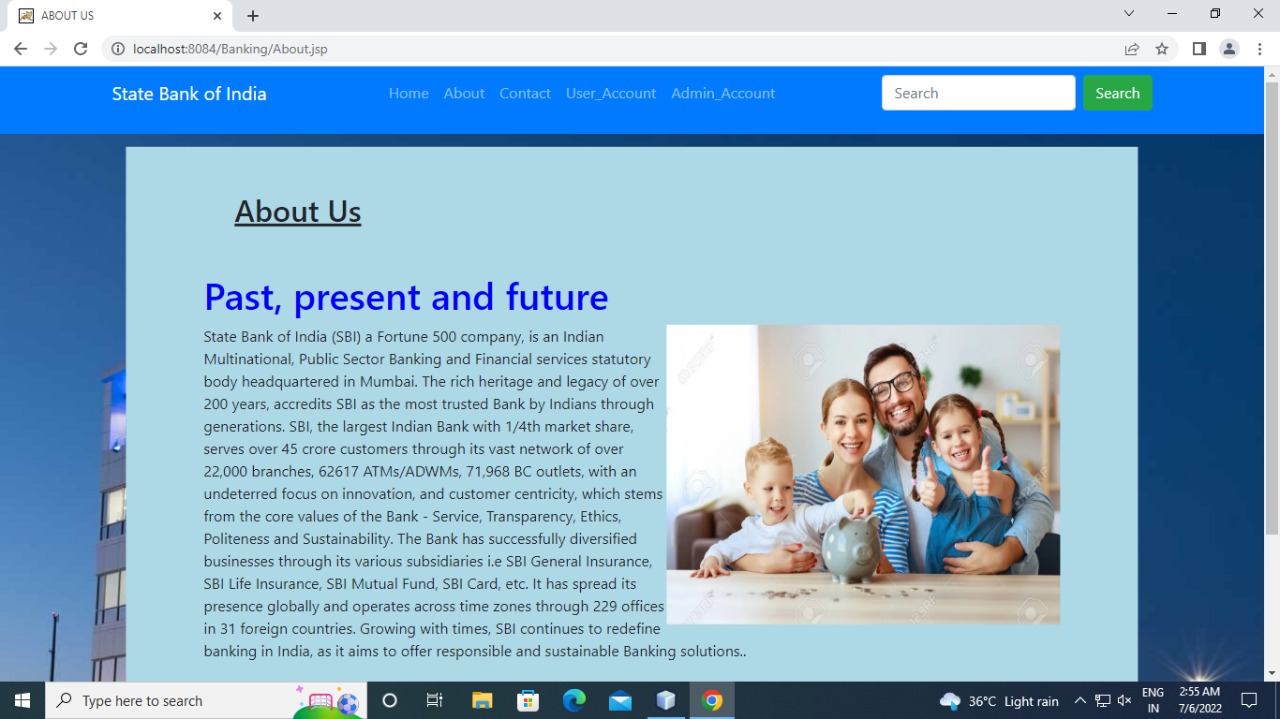 ABOUT US
localhost:8084/Banking/About.jsp
State Bank of India Home About Contact User_Account Admin_Account Search Search
About Us
Past, present and future
State Bank of India (SBI) a Fortune 500 company, is an Indian
Multinational, Public Sector Banking and Financial services statutory
body headquartered in Mumbai. The rich heritage and legacy of over
200 years, accredits SBI as the most trusted Bank by Indians through
generations. SBI, the largest Indian Bank with 1/4th market share,
serves over 45 crore customers through its vast network of over
22,000 branches, 62617 ATMs/ADWMs, 71,968 BC outlets, with an
undeterred focus on innovation, and customer centricity, which stems
from the core values of the Bank - Service, Transparency, Ethics,
Politeness and Sustainability. The Bank has successfully diversified
businesses through its various subsidiaries i.e SBI General Insurance,
SBI Life Insurance, SBI Mutual Fund, SBI Card, etc. It has spread its
presence globally and operates across time zones through 229 offices
in 31 foreign countries. Growing with times, SBI continues to redefine
banking in India, as it aims to offer responsible and sustainable Banking solutions..
Type here to search
36°C Light rain
ENG
IN
2:55 AM
7/6/2022